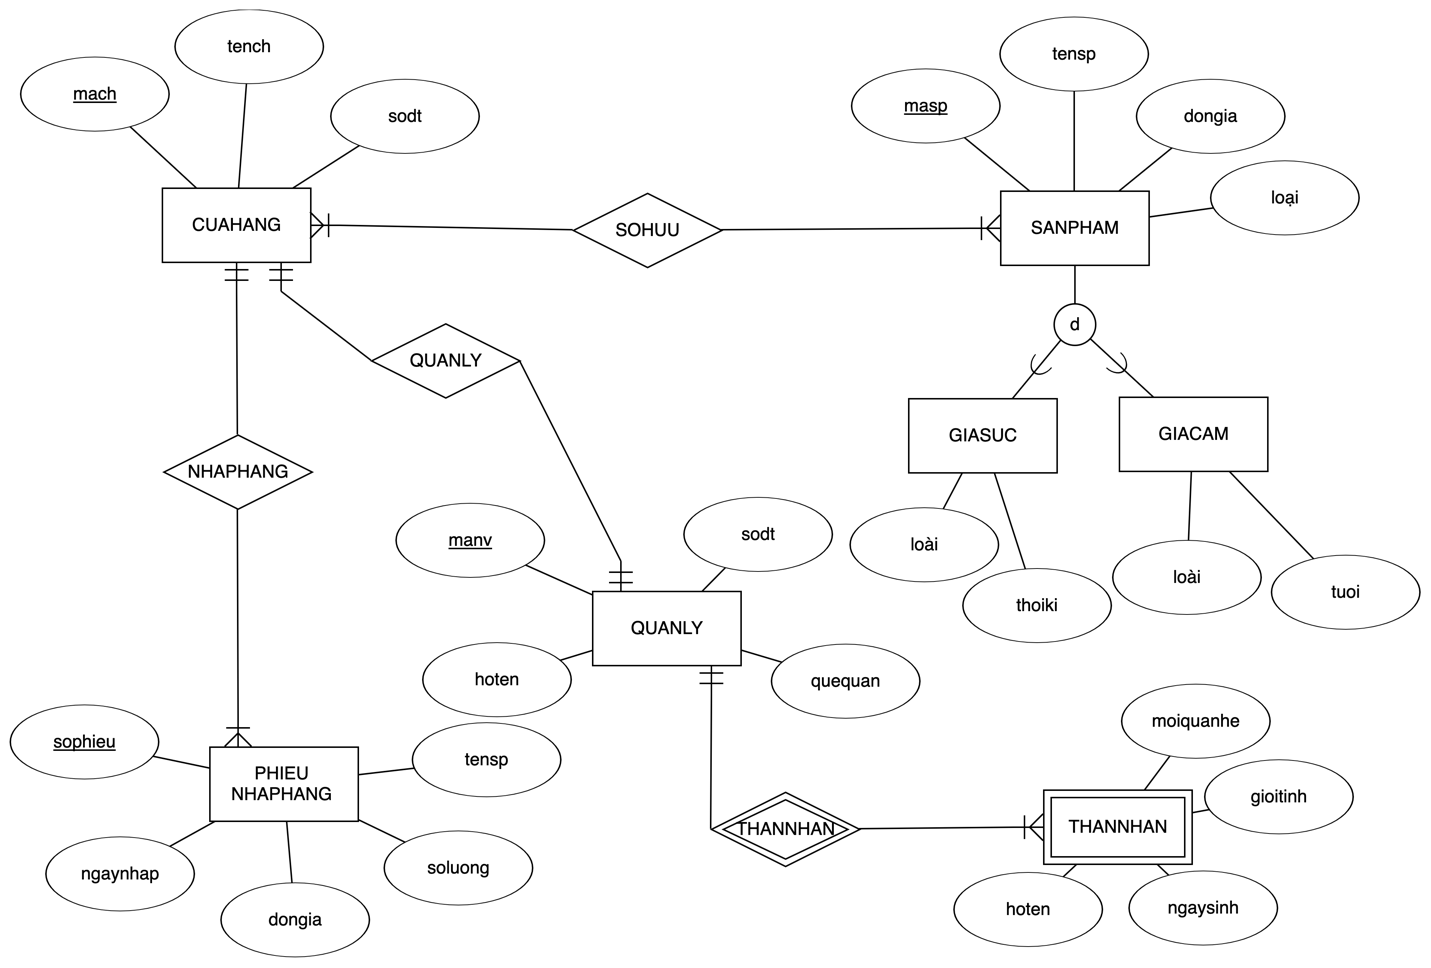 tench
mach
sodt
CUAHANG
tensp
masp
dongia
loại
SOHUU
SANPHAM
d
QUANLY
GIASUC
GIACAM
NHAPHANG
loài
thoiki
loài
tuoi
manv
sodt
QUANLY
hoten
quequan
sophieu
tensp
PHIEU
NHAPHANG
ngaynhap
soluong
dongia
moiquanhe
gioitinh
THANNHAN
THANNHAN
hoten
ngaysinh